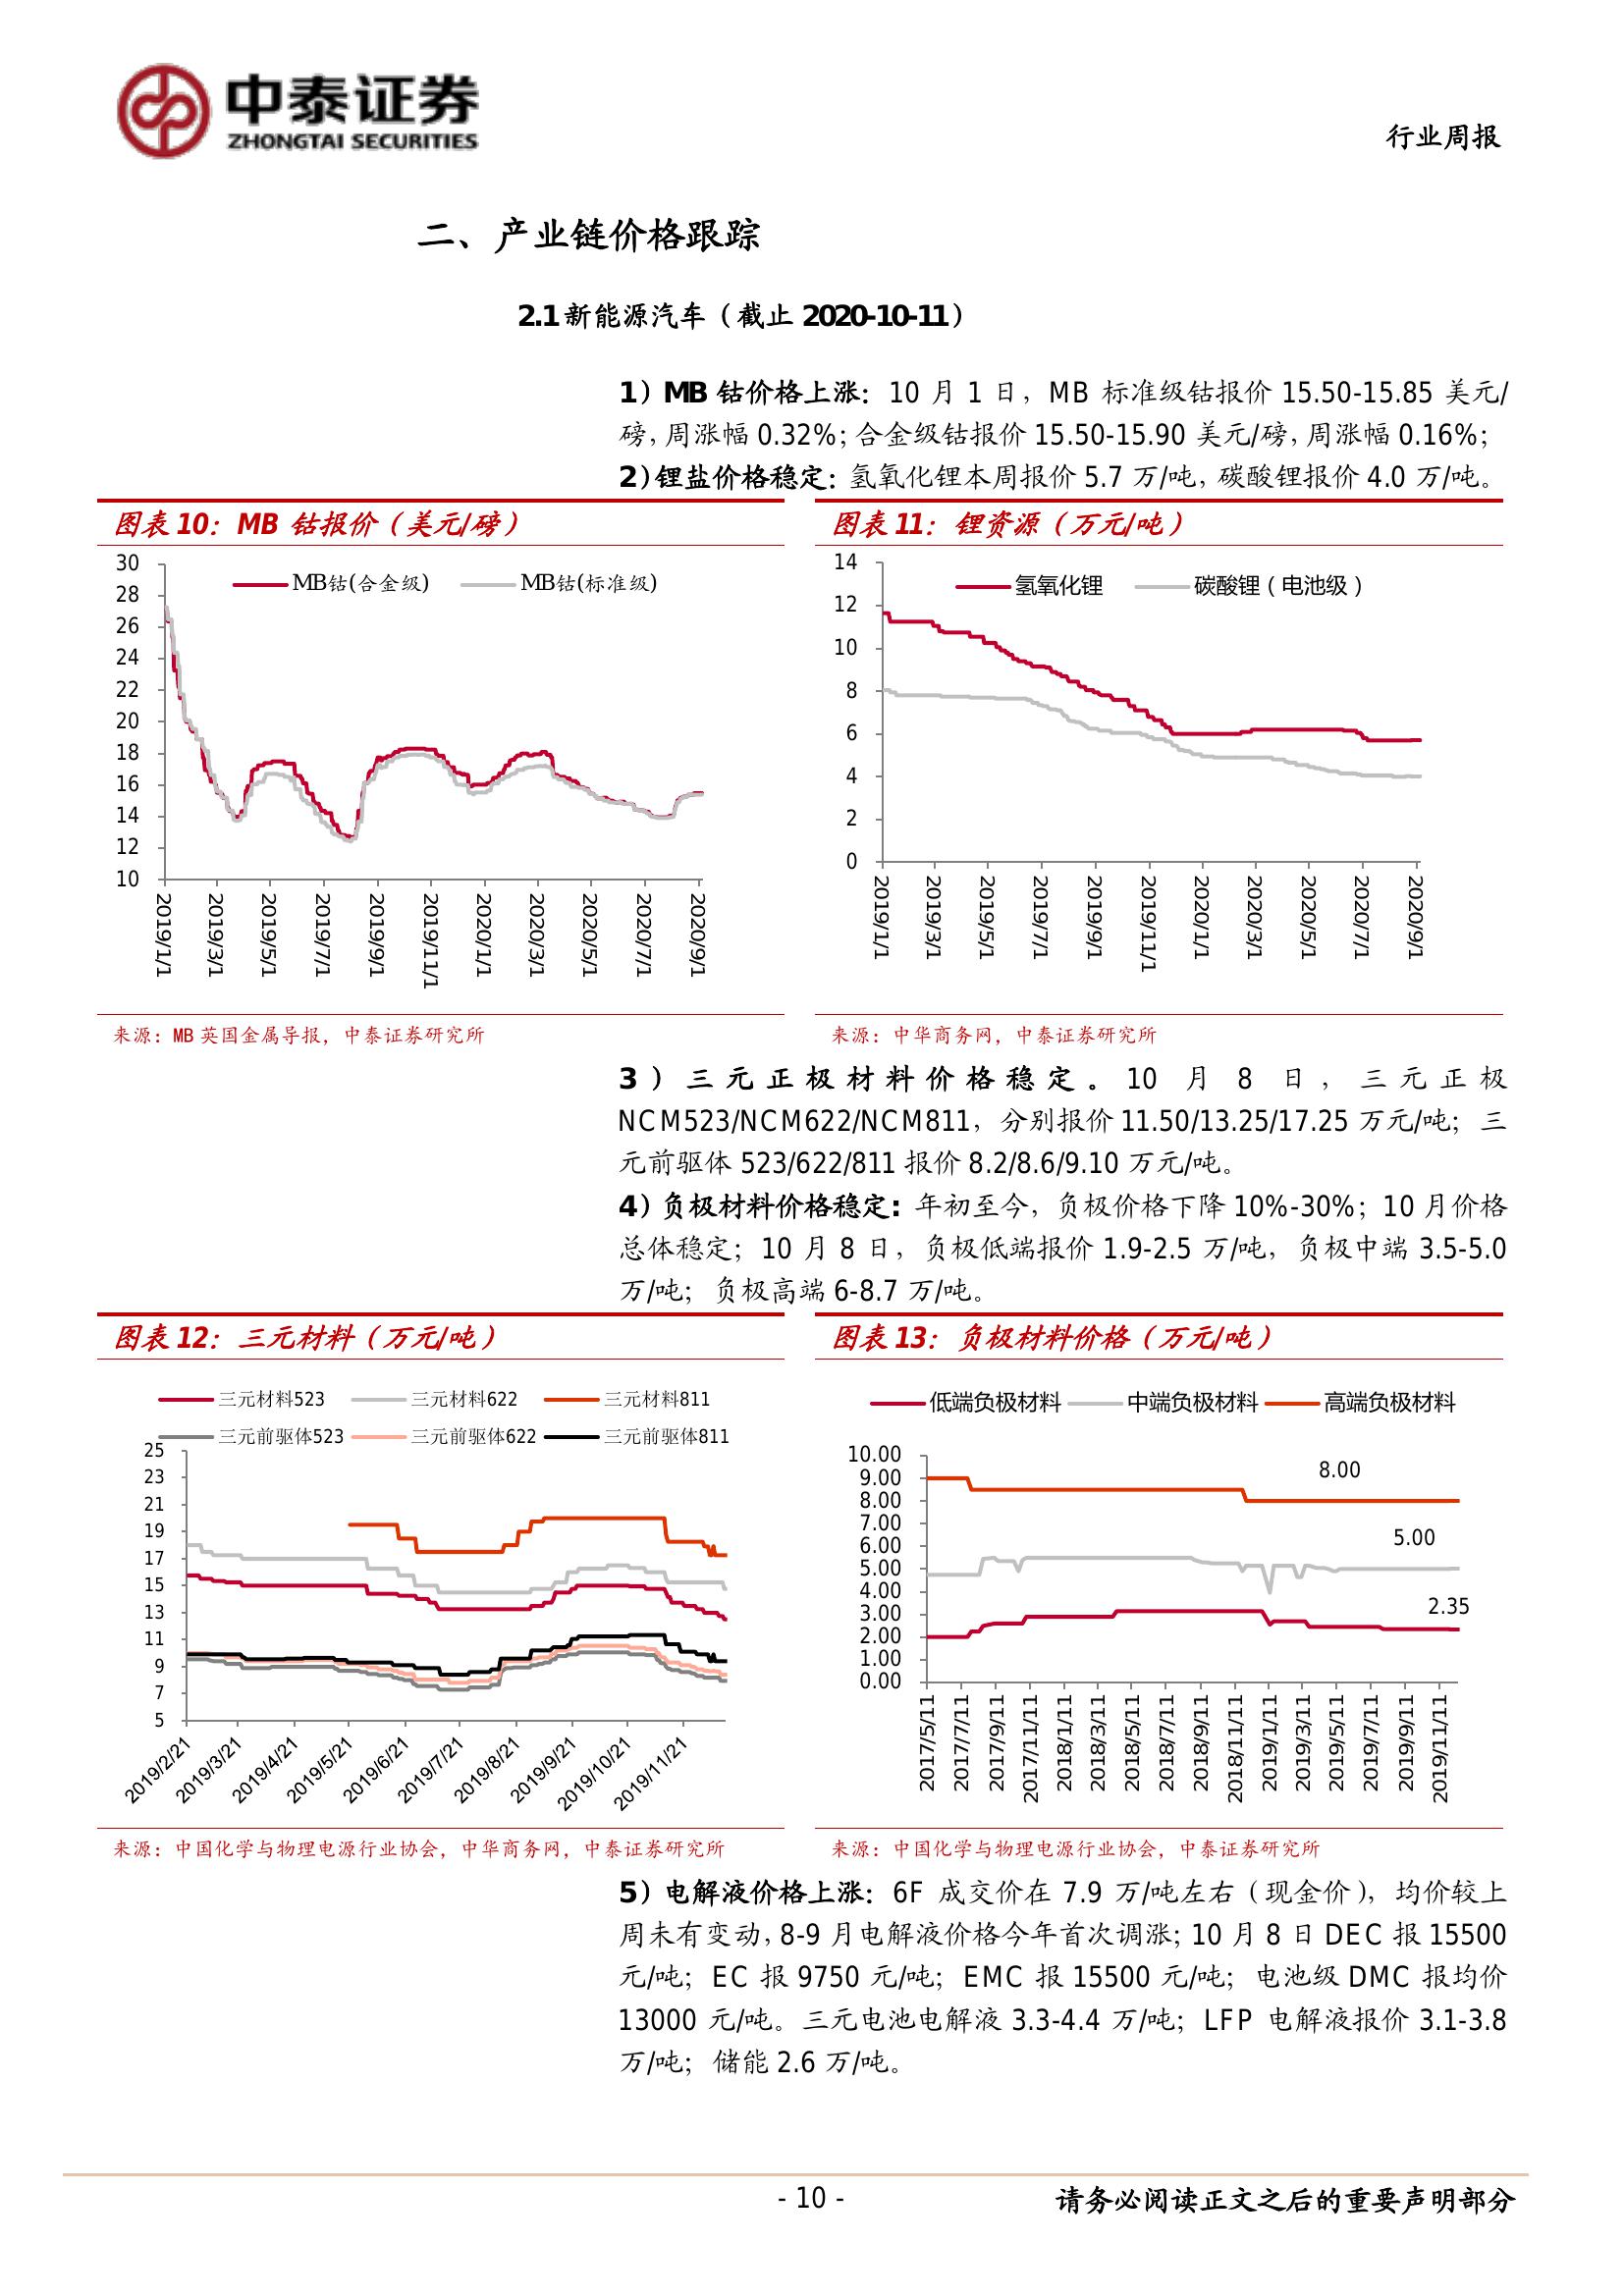 中泰证券
ZHONGTAI SECURITIES
行业周报
二、产业链价格跟踪
2.1新能源汽车（截止 2020-10-11）
1）MB 钴价格上涨：10 月 1 日，MB 标准级钴报价 15.50-15.85 美元/
磅，周涨幅 0.32%；合金级钴报价 15.50-15.90 美元/磅，周涨幅 0.16%；
2）锂盐价格稳定：氢氧化锂本周报价 5.7 万/吨，碳酸锂报价 4.0 万/吨。
图表 10：MB 钴报价（美元/磅）
MB钴(合金级)
MB钴(标准级)
30
28
26
24
22
20
18
16
14
12
10
2019/1/1
2019/3/1
2019/5/1
2019/7/1
2019/9/1
2019/11/1
2020/1/1
2020/3/1
2020/5/1
2020/7/1
2020/9/1
来源：MB 英国金属导报，中泰证券研究所
图表 11：锂资源（万元/吨）
氢氧化锂
碳酸锂（电池级）
14
12
10
8
6
4
2
0
2019/1/1
2019/3/1
2019/5/1
2019/7/1
2019/9/1
2019/11/1
2020/1/1
2020/3/1
2020/5/1
2020/7/1
2020/9/1
来源：中华商务网，中泰证券研究所
3）三元正极材料价格稳定。10 月 8 日，三元正极
NCM523/NCM622/NCM811，分别报价 11.50/13.25/17.25 万元/吨；三
元前驱体 523/622/811 报价 8.2/8.6/9.10 万元/吨。
4）负极材料价格稳定：年初至今，负极价格下降 10%-30%；10 月价格
总体稳定；10 月 8 日，负极低端报价 1.9-2.5 万/吨，负极中端 3.5-5.0
万/吨；负极高端 6-8.7 万/吨。
图表 12：三元材料（万元/吨）
三元材料523
三元材料622
三元材料811
三元前驱体523
三元前驱体622
三元前驱体811
25
23
21
19
17
15
13
11
9
7
5
2019/2/21
2019/3/21
2019/4/21
2019/5/21
2019/6/21
2019/7/21
2019/8/21
2019/9/21
2019/10/21
2019/11/21
来源：中国化学与物理电源行业协会，中华商务网，中泰证券研究所
图表 13：负极材料价格（万元/吨）
低端负极材料
中端负极材料
高端负极材料
10.00
9.00
8.00
7.00
6.00
5.00
4.00
3.00
2.00
1.00
0.00
8.00
5.00
2.35
2017/5/11
2017/7/11
2017/9/11
2017/11/11
2018/1/11
2018/3/11
2018/5/11
2018/7/11
2018/9/11
2018/11/11
2019/1/11
2019/3/11
2019/5/11
2019/7/11
2019/9/11
2019/11/11
来源：中国化学与物理电源行业协会，中泰证券研究所
5）电解液价格上涨：6F 成交价在 7.9 万/吨左右（现金价），均价较上
周未有变动，8-9 月电解液价格今年首次调涨；10 月 8 日 DEC 报 15500
元/吨；EC 报 9750 元/吨；EMC 报 15500 元/吨；电池级 DMC 报均价
13000 元/吨。三元电池电解液 3.3-4.4 万/吨；LFP 电解液报价 3.1-3.8
万/吨；储能 2.6 万/吨。
- 10 -
请务必阅读正文之后的重要声明部分